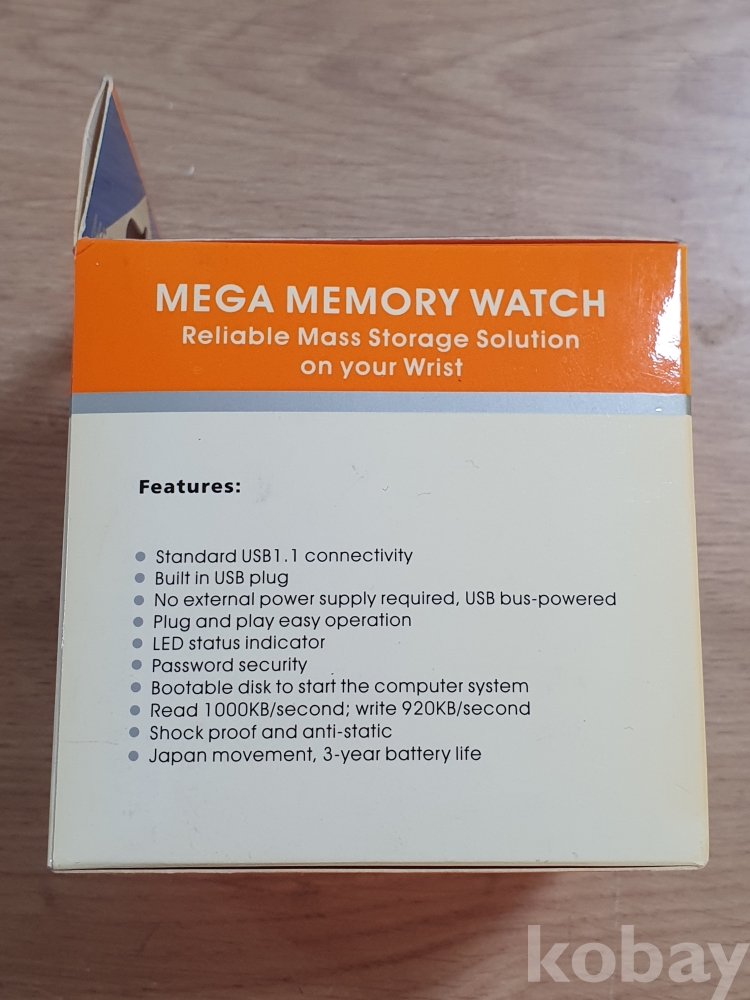 MEGA MEMORY WATCH
Reliable Mass Storage Solution
on your Wrist
Features:
Standard USB1.1 connectivity
Built in USB plug
No external power supply required, USB bus-powered
Plug and play easy operation
LED status indicator
Password security
Bootable disk to start the computer system
Read 1000KB/second; write 920KB/second
Shock proof and anti-static
Japan movement, 3-year battery life
kobay